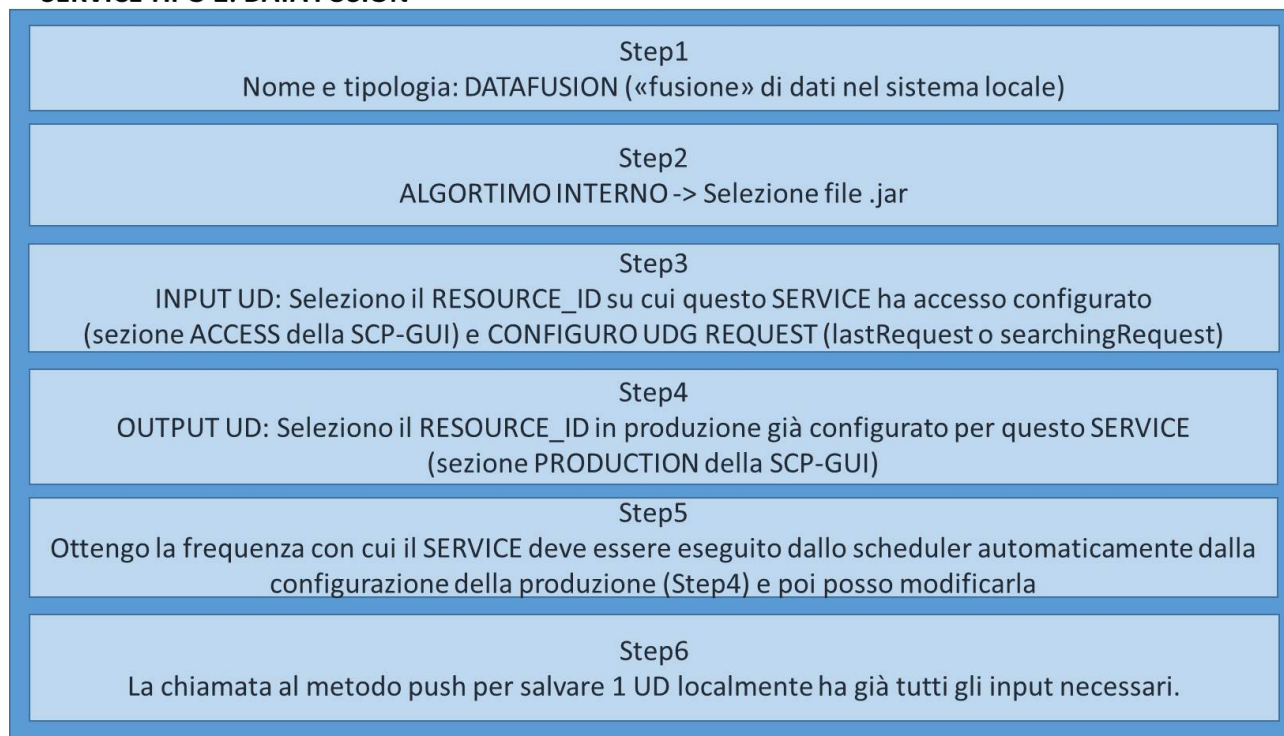 Step1
Nome e tipologia: DATAFUSION («fusione» di dati nel sistema locale)
Step2
ALGORTIMO INTERNO -> Selezione file .jar
Step3
INPUT UD: Seleziono il RESOURCE_ID su cui questo SERVICE ha accesso configurato
(sezione ACCESS della SCP-GUI) e CONFIGURO UDG REQUEST (lastRequest o searchingRequest)
Step4
OUTPUT UD: Seleziono il RESOURCE_ID in produzione già configurato per questo SERVICE
(sezione PRODUCTION della SCP-GUI)
Step5
Ottengo la frequenza con cui il SERVICE deve essere eseguito dallo scheduler automaticamente dalla
configurazione della produzione (Step4) e poi posso modificarla
Step6
La chiamata al metodo push per salvare 1 UD localmente ha già tutti gli input necessari.